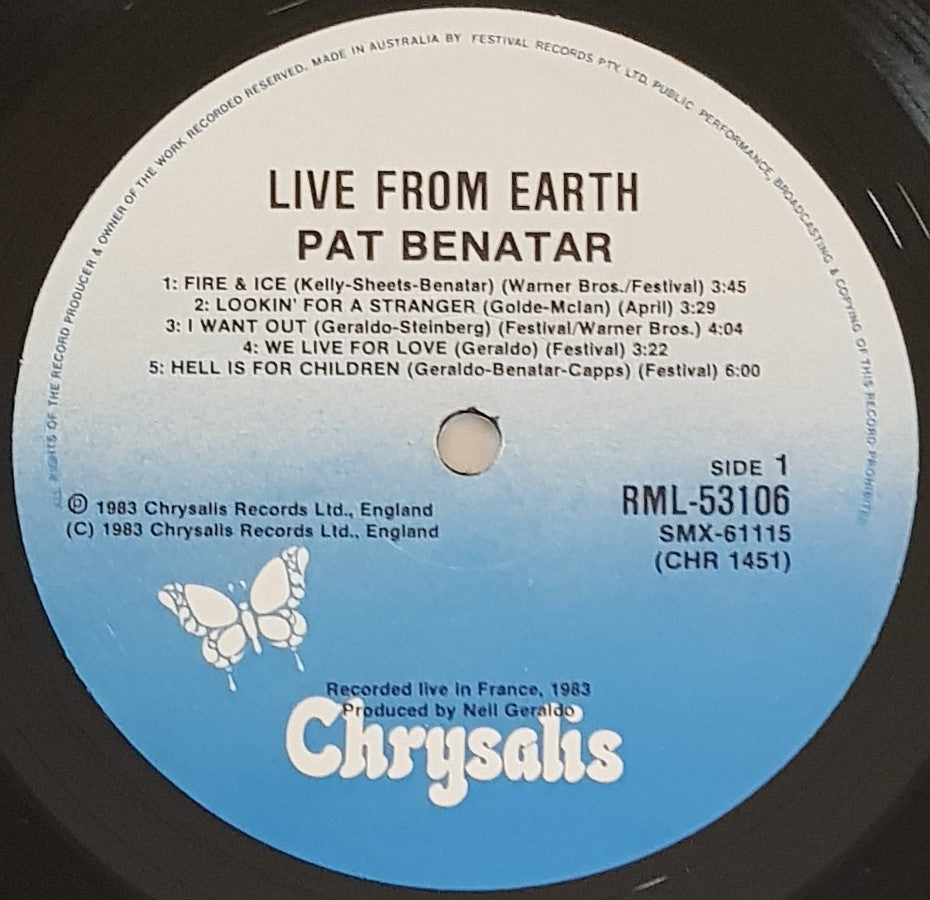 ALL RIGHTS OF THE RECORD PRODUCER & OWNER OF THE WORK RECORDED RESERVED. MADE IN AUSTRALIA BY FESTIVAL RECORDS PTY. LTD. PUBLIC PERFORMANCE, BROADCASTING & COPYING OF THIS RECORD PROHIBITED
LIVE FROM EARTH
PAT BENATAR
1: FIRE & ICE (Kelly-Sheets-Benatar) (Warner Bros./Festival) 3:45
2: LOOKIN' FOR A STRANGER (Golde-McIan) (April) 3:29
3: I WANT OUT (Geraldo-Steinberg) (Festival/Warner Bros.) 4:04
4: WE LIVE FOR LOVE (Geraldo) (Festival) 3:22
5: HELL IS FOR CHILDREN (Geraldo-Benatar-Capps) (Festival) 6:00
SIDE 1
RML-53106
SMX-61115
(CHR 1451)
℗ 1983 Chrysalis Records Ltd., England
(C) 1983 Chrysalis Records Ltd., England
Recorded live in France, 1983
Produced by Neil Geraldo
Chrysalis